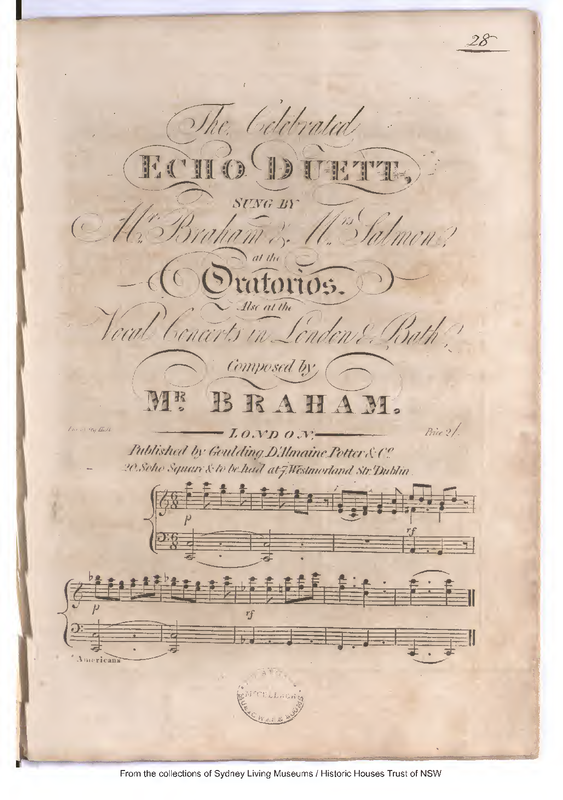 28
The Celebrated
ECHO DUETT,
SUNG BY
Mr. Braham & Mrs. Salmon,
at the
Oratorios.
Also at the
Vocal Concerts in London & Bath,
Composed by
MR. BRAHAM.
LONDON
Price 2/
Published by Goulding D'Almaine Potter & Co.
20 Soho Square & to be had at 7 Westmorland Str. Dublin
p
rf
p
rf
Americana
From the collections of Sydney Living Museums / Historic Houses Trust of NSW